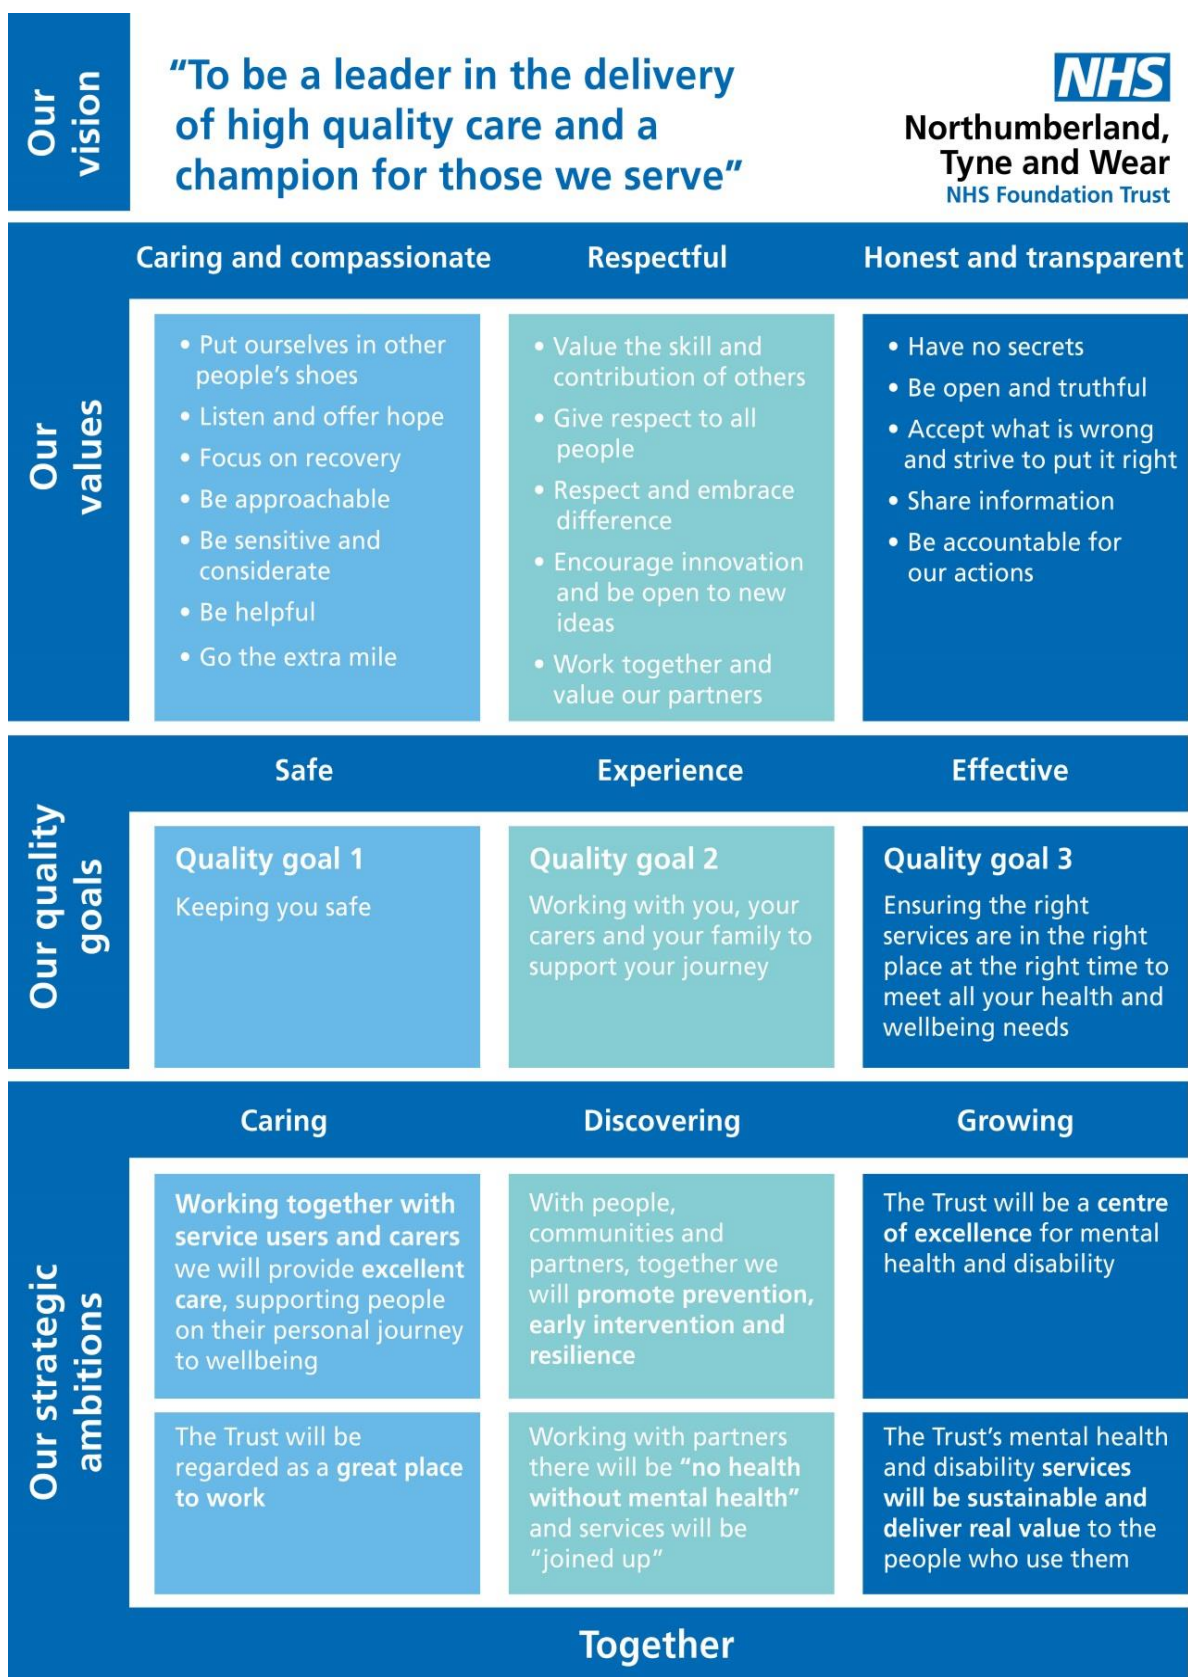 Our
vision
“To be a leader in the delivery
of high quality care and a
champion for those we serve”
NHS
Northumberland,
Tyne and Wear
NHS Foundation Trust
Our
values
Caring and compassionate
• Put ourselves in other
people’s shoes
• Listen and offer hope
• Focus on recovery
• Be approachable
• Be sensitive and
considerate
• Be helpful
• Go the extra mile
Respectful
• Value the skill and
contribution of others
• Give respect to all
people
• Respect and embrace
difference
• Encourage innovation
and be open to new
ideas
• Work together and
value our partners
Honest and transparent
• Have no secrets
• Be open and truthful
• Accept what is wrong
and strive to put it right
• Share information
• Be accountable for
our actions
Our quality
goals
Safe
Quality goal 1
Keeping you safe
Experience
Quality goal 2
Working with you, your
carers and your family to
support your journey
Effective
Quality goal 3
Ensuring the right
services are in the right
place at the right time to
meet all your health and
wellbeing needs
Our strategic
ambitions
Caring
Working together with
service users and carers
we will provide excellent
care, supporting people
on their personal journey
to wellbeing
The Trust will be
regarded as a great place
to work
Discovering
With people,
communities and
partners, together we
will promote prevention,
early intervention and
resilience
Working with partners
there will be “no health
without mental health”
and services will be
“joined up”
Growing
The Trust will be a centre
of excellence for mental
health and disability
The Trust’s mental health
and disability services
will be sustainable and
deliver real value to the
people who use them
Together